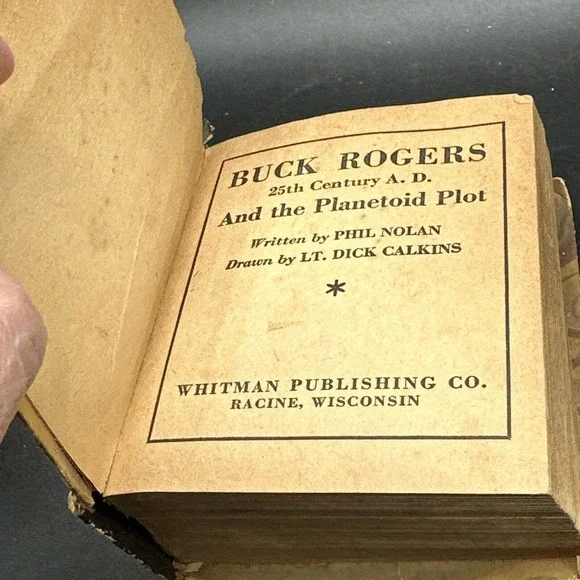 BUCK ROGERS
25th Century A. D.
And the Planetoid Plot
Written by PHIL NOLAN
Drawn by LT. DICK CALKINS
*
WHITMAN PUBLISHING CO.
RACINE, WISCONSIN